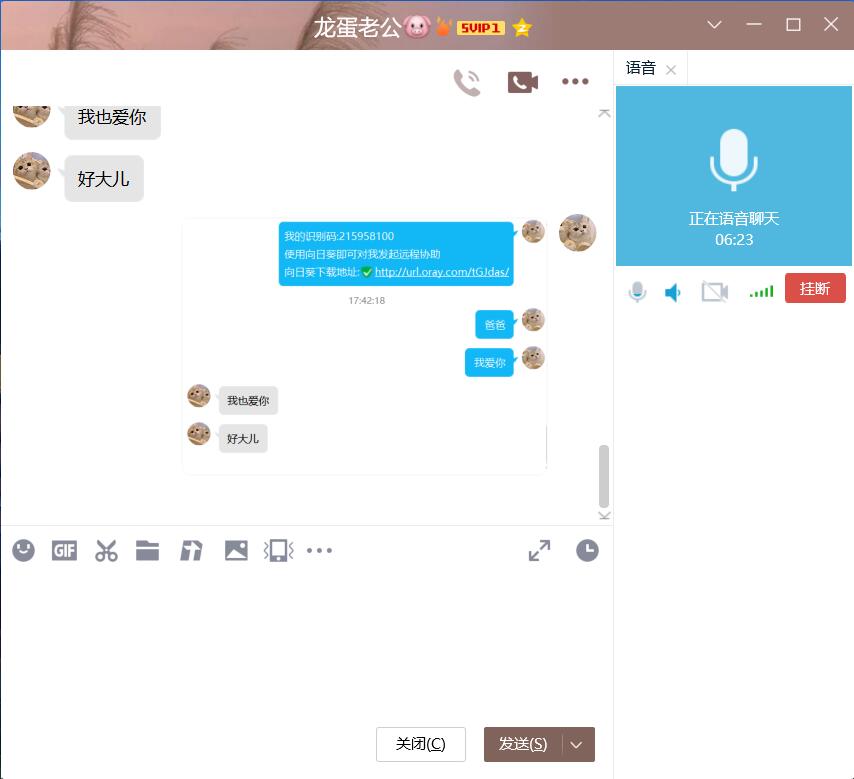 龙蛋老公
SVIP1
语音
我也爱你
好大儿
我的识别码:215958100
使用向日葵即可对我发起远程协助
向日葵下载地址:http://url.oray.com/tGJdas/
17:42:18
爸爸
我爱你
我也爱你
好大儿
正在语音聊天
06:23
挂断
GIF
关闭(C)
发送(S)